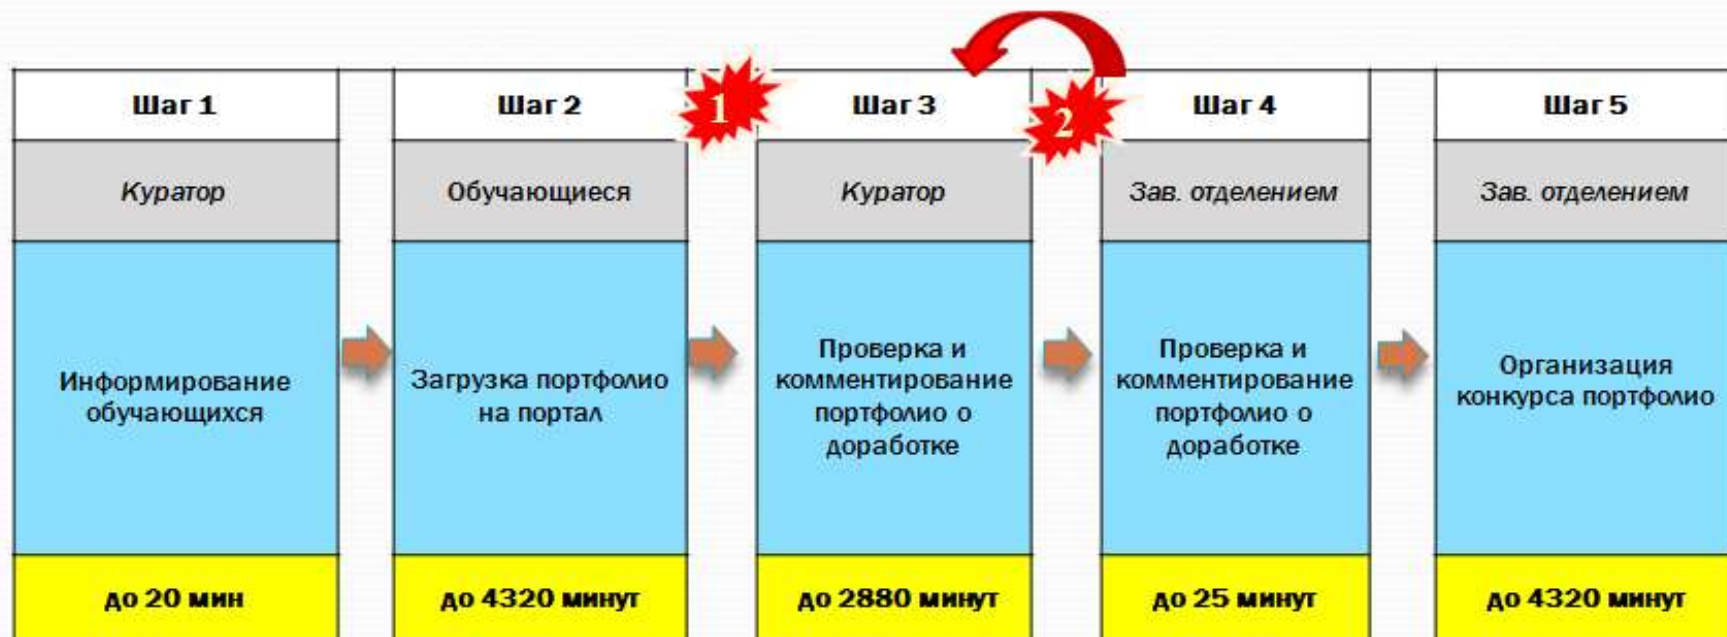 Шаг 1
Куратор
Информирование
обучающихся
до 20 мин
Шаг 2
Обучающиеся
Загрузка портфолио
на портал
до 4320 минут
1
Шаг 3
Куратор
Проверка и
комментирование
портфолио о
доработке
до 2880 минут
2
Шаг 4
Зав. отделением
Проверка и
комментирование
портфолио о
доработке
до 25 минут
Шаг 5
Зав. отделением
Организация
конкурса портфолио
до 4320 минут